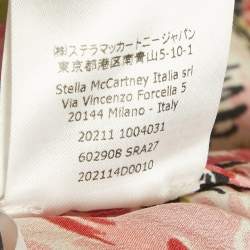 ㈱ステラマッカートニージャパン
東京都港区南青山5-10-1
Stella McCartney Italia srl
Via Vincenzo Forcella 5
20144 Milano - Italy
20211 1004031
602908 SRA27
202114D0010